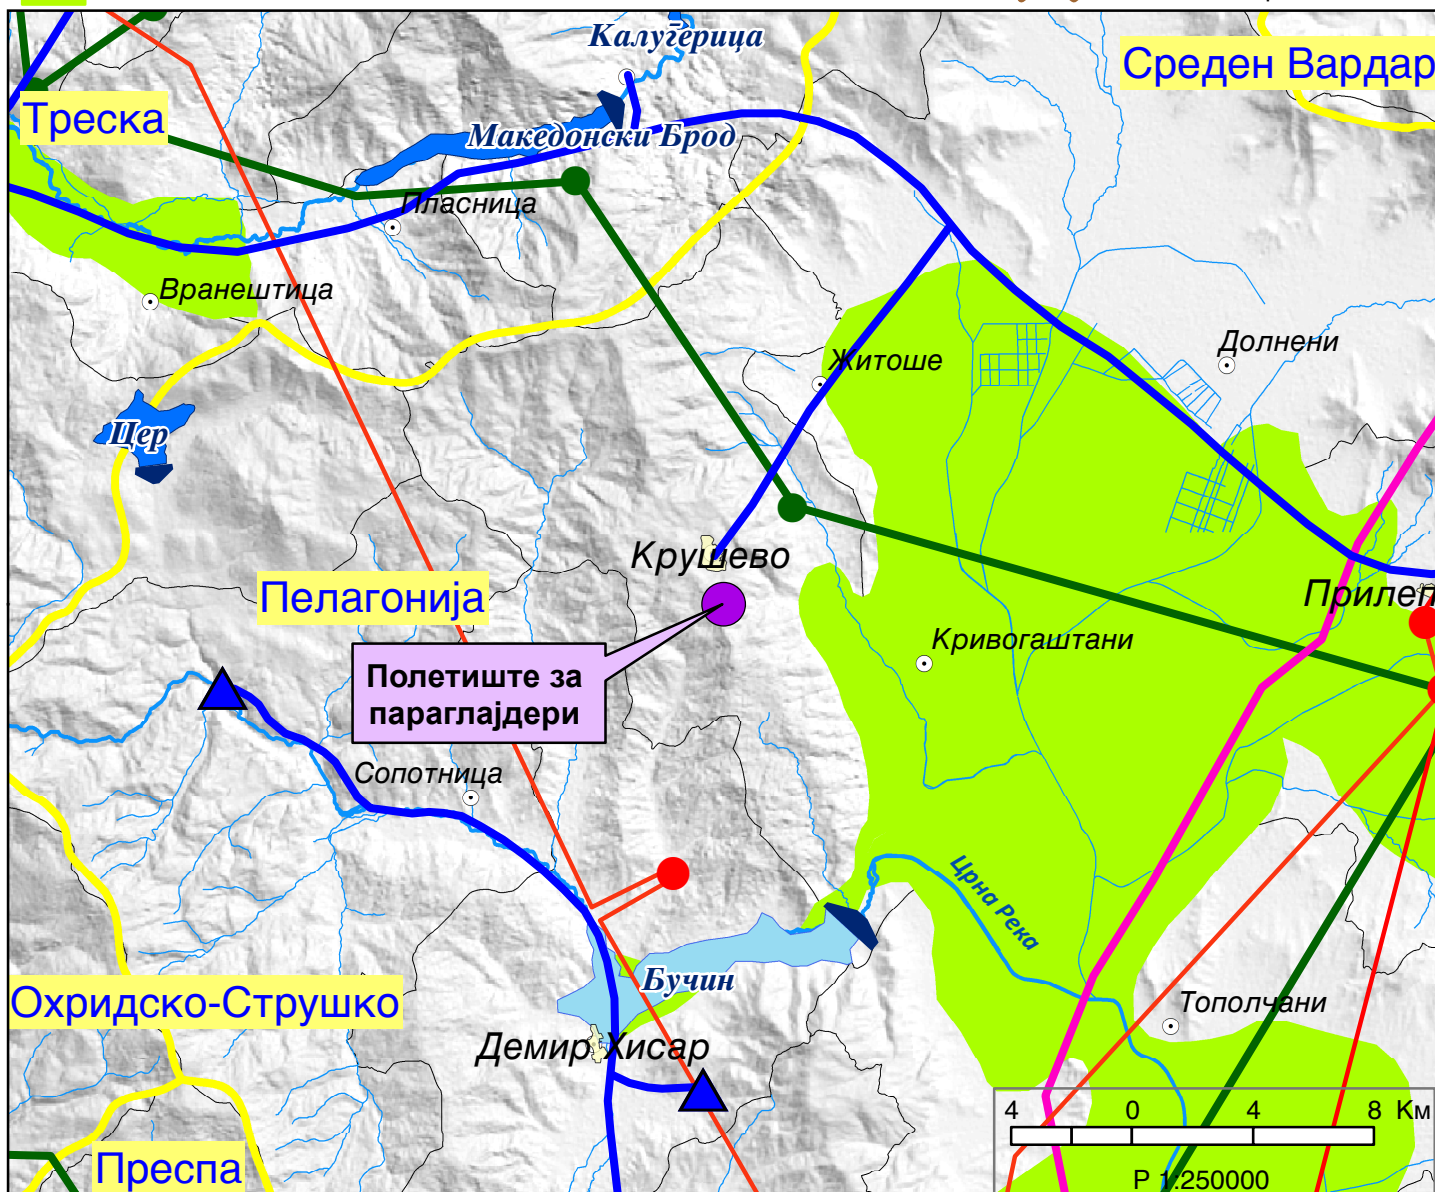 Калуѓерица
Среден Вардар
Треска
Македонски Брод
Пласница
Вранештица
Долнени
Житоше
Цер
Крушево
Пелагонија
Прилеп
Кривогаштани
Полетиште за
параглајдери
Сопотница
Црна Река
Бучин
Охридско-Струшко
Тополчани
Демир Хисар
4 0 4 8 Км
Преспа
Р 1:250000